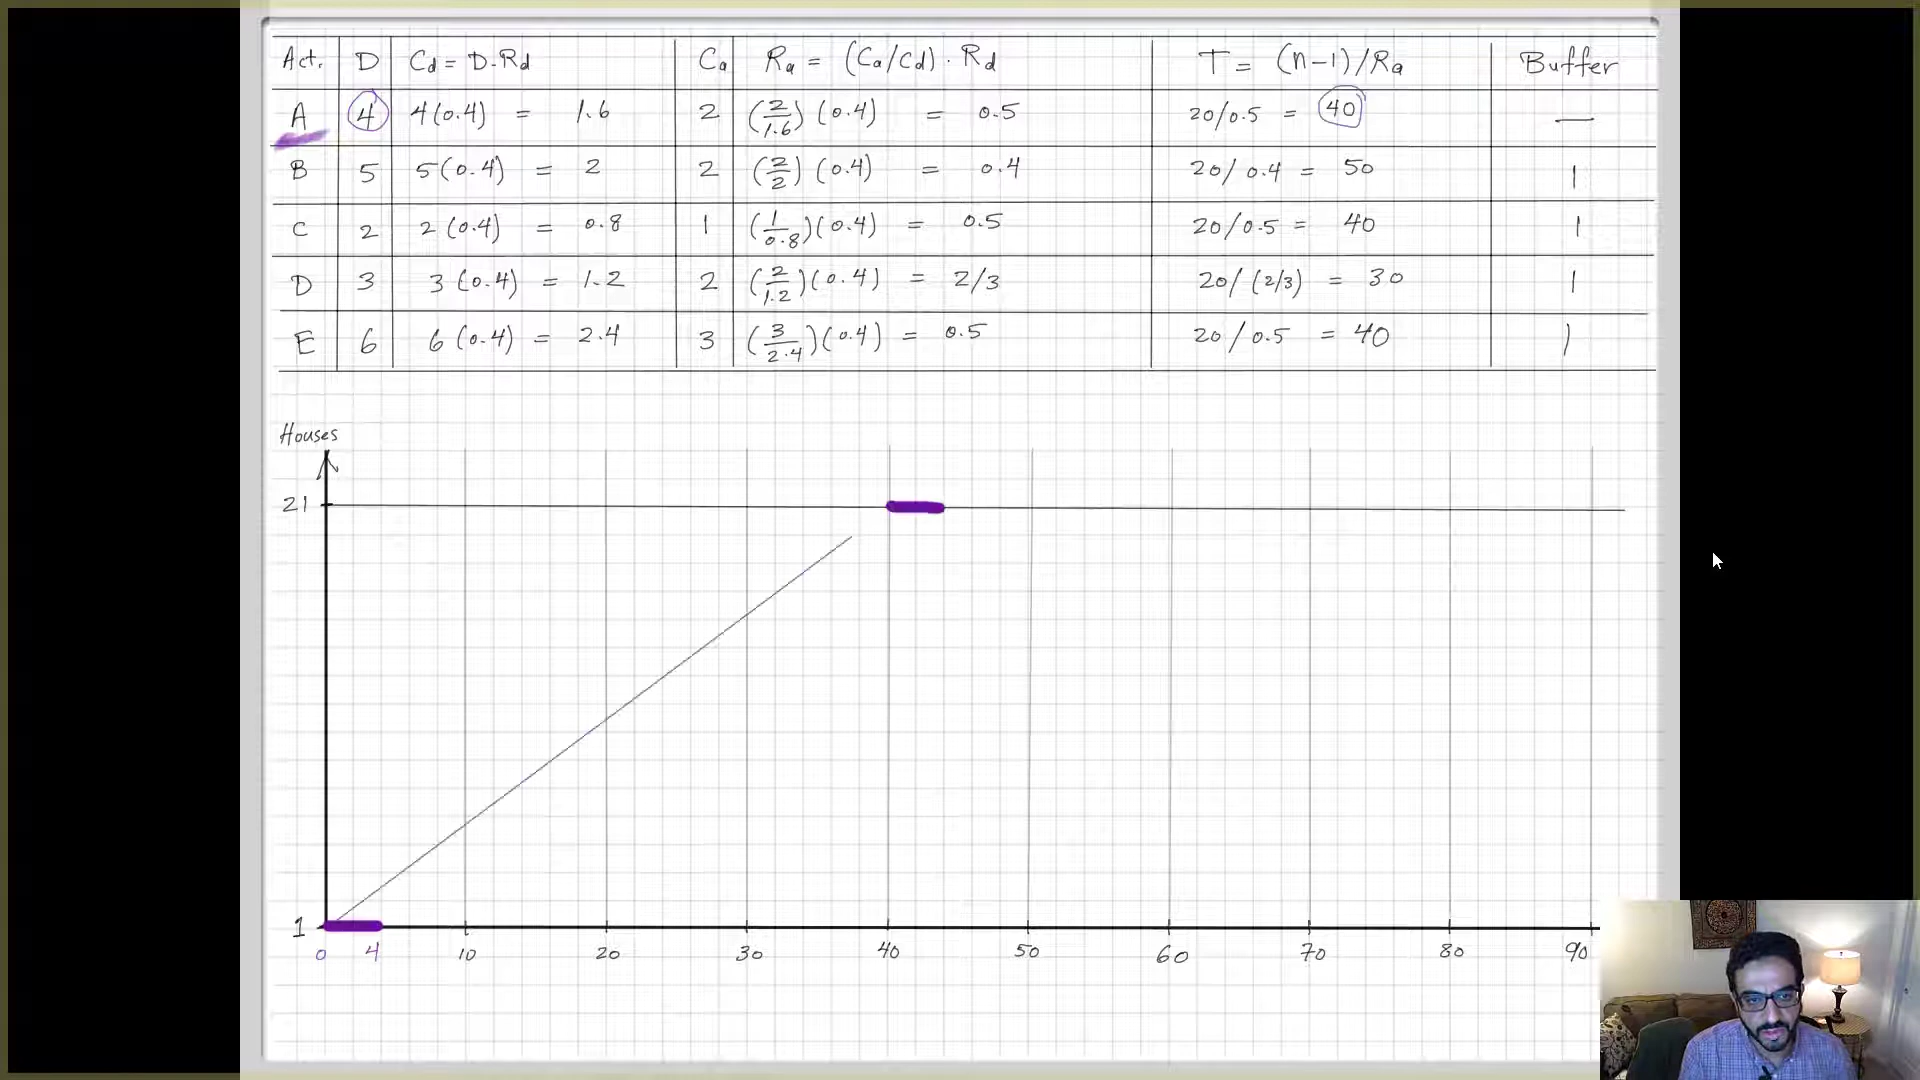 Act. D Cd = D.Rd Ca Ra = (Ca/Cd) . Rd T = (n-1)/Ra Buffer
A 4 4(0.4) = 1.6 2 (2/1.6) (0.4) = 0.5 20/0.5 = 40 —
B 5 5(0.4) = 2 2 (2/2) (0.4) = 0.4 20/0.4 = 50 1
C 2 2(0.4) = 0.8 1 (1/0.8)(0.4) = 0.5 20/0.5 = 40 1
D 3 3(0.4) = 1.2 2 (2/1.2)(0.4) = 2/3 20/(2/3) = 30 1
E 6 6(0.4) = 2.4 3 (3/2.4)(0.4) = 0.5 20/0.5 = 40 1
Houses
21
1
0 4 10 20 30 40 50 60 70 80 90